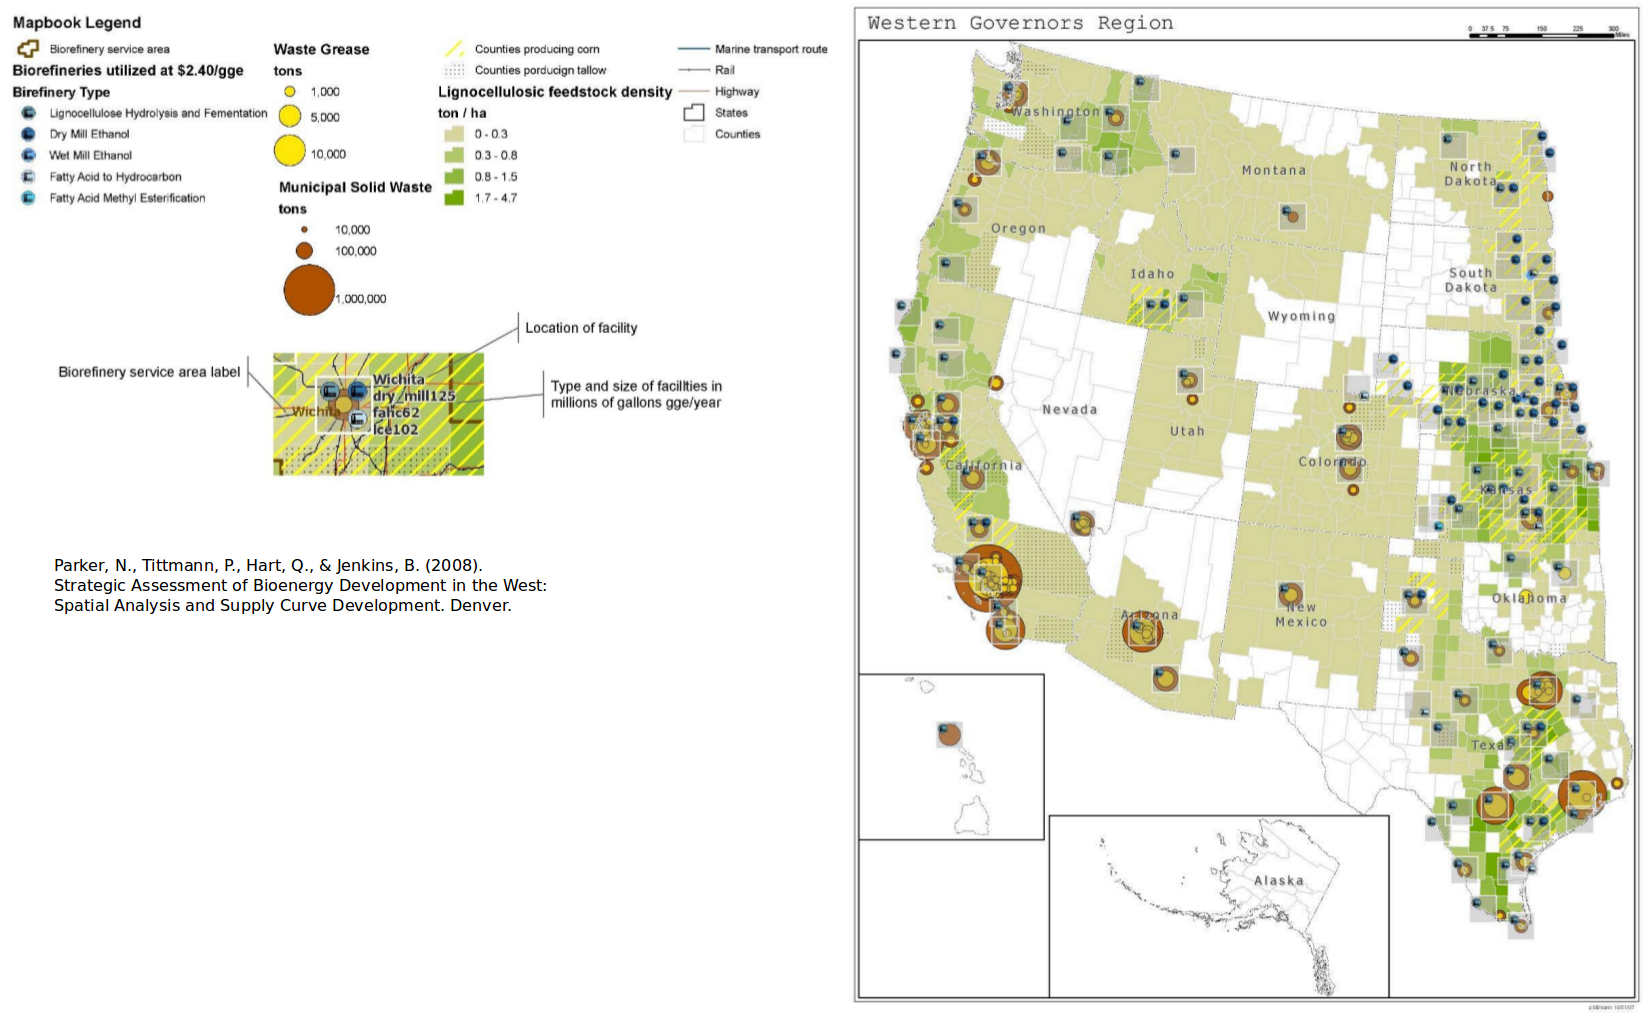 Mapbook Legend
Biorefinery service area
Biorefineries utilized at $2.40/gge
Birefinery Type
Lignocellulose Hydrolysis and Fementation
Dry Mill Ethanol
Wet Mill Ethanol
Fatty Acid to Hydrocarbon
Fatty Acid Methyl Esterification
Waste Grease
tons
1,000
5,000
10,000
Municipal Solid Waste
tons
10,000
100,000
1,000,000
Counties producing corn
Counties porducign tallow
Lignocellulosic feedstock density
ton / ha
0 - 0.3
0.3 - 0.8
0.8 - 1.5
1.7 - 4.7
Marine transport route
Rail
Highway
States
Counties
Location of facility
Biorefinery service area label
Type and size of facillties in
millions of gallons gge/year
Wichita
Wichita
dry_mill125
fahc62
lce102
Parker, N., Tittmann, P., Hart, Q., & Jenkins, B. (2008).
Strategic Assessment of Bioenergy Development in the West:
Spatial Analysis and Supply Curve Development. Denver.
Western Governors Region
0 37.5 75 150 225 300
Miles
Washington
Montana
North
Dakota
Oregon
Idaho
South
Dakota
Wyoming
Nebraska
Nevada
Utah
Colorado
California
Kansas
Arizona
New
Mexico
Oklahoma
Texas
Alaska